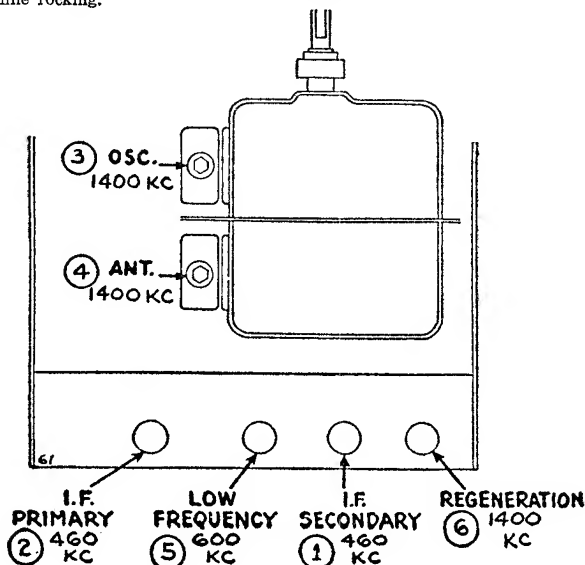 while rocking.
③ OSC.
1400 KC
④ ANT.
1400 KC
61
I.F.
PRIMARY
② 460
KC
LOW
FREQUENCY
⑤ 600
KC
I.F.
SECONDARY
① 460
KC
REGENERATION
⑥ 1400
KC